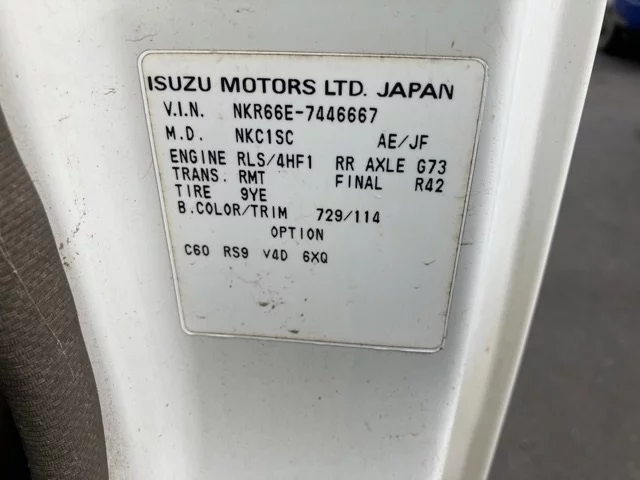 ISUZU MOTORS LTD. JAPAN
V.I.N. NKR66E-7446667
M.D. NKC1SC AE/JF
ENGINE RLS/4HF1 RR AXLE G73
TRANS. RMT FINAL R42
TIRE 9YE
B.COLOR/TRIM 729/114
OPTION
C60 RS9 V4D 6XQ